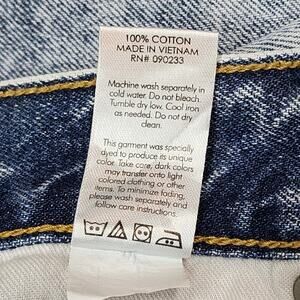 100% COTTON
MADE IN VIETNAM
RN# 090233
Machine wash separately in
cold water. Do not bleach.
Tumble dry low. Cool iron
as needed. Do not dry
clean.
This garment was specially
dyed to produce its unique
color. Take care, dark colors
may transfer onto light
colored clothing or other
items. To minimize fading,
please wash separately and
follow care instructions.